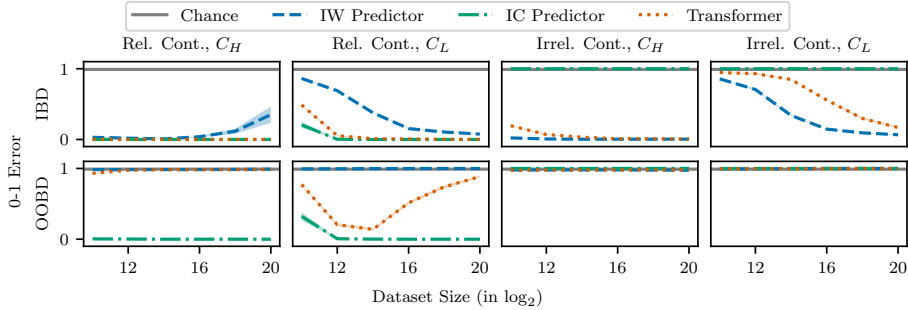 Chance IW Predictor IC Predictor Transformer
Rel. Cont., C_H Rel. Cont., C_L Irrel. Cont., C_H Irrel. Cont., C_L
0-1 Error
IBD
1
0
OOBD
1
0
12 16 20 12 16 20 12 16 20 12 16 20
Dataset Size (in log₂)